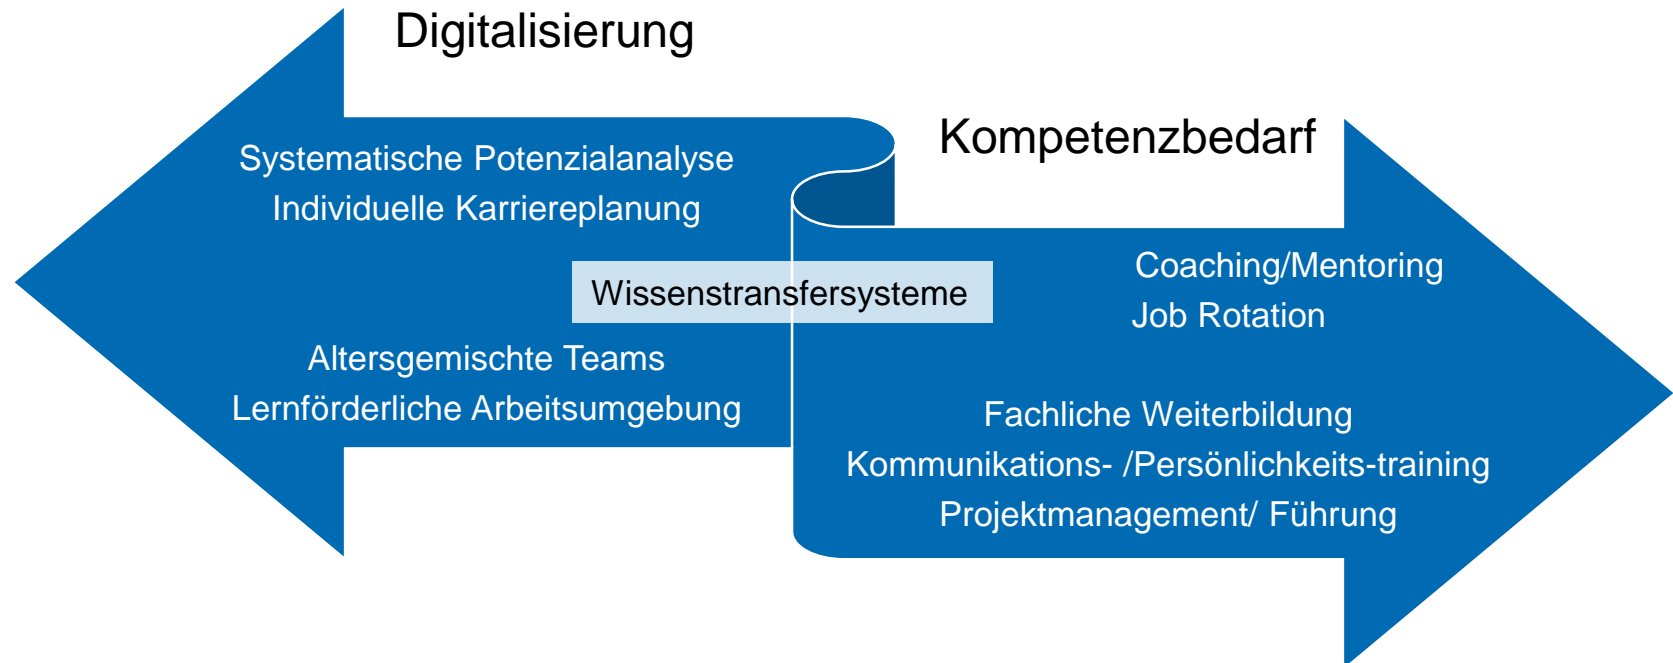 Digitalisierung
Systematische Potenzialanalyse
Individuelle Karriereplanung
Altersgemischte Teams
Lernförderliche Arbeitsumgebung
Wissenstransfersysteme
Kompetenzbedarf
Coaching/Mentoring
Job Rotation
Fachliche Weiterbildung
Kommunikations- /Persönlichkeits-training
Projektmanagement/ Führung